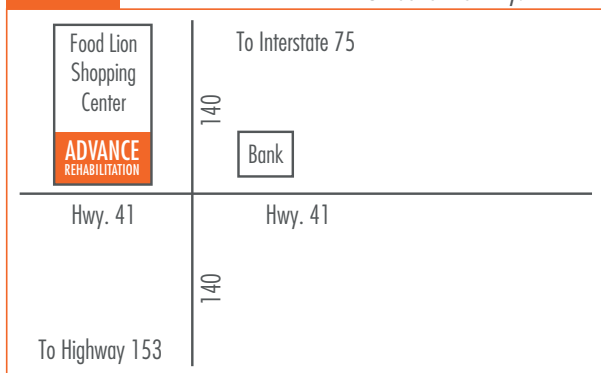 Food Lion
Shopping
Center
ADVANCE
REHABILITATION
To Interstate 75
140
Bank
Hwy. 41
Hwy. 41
140
To Highway 153